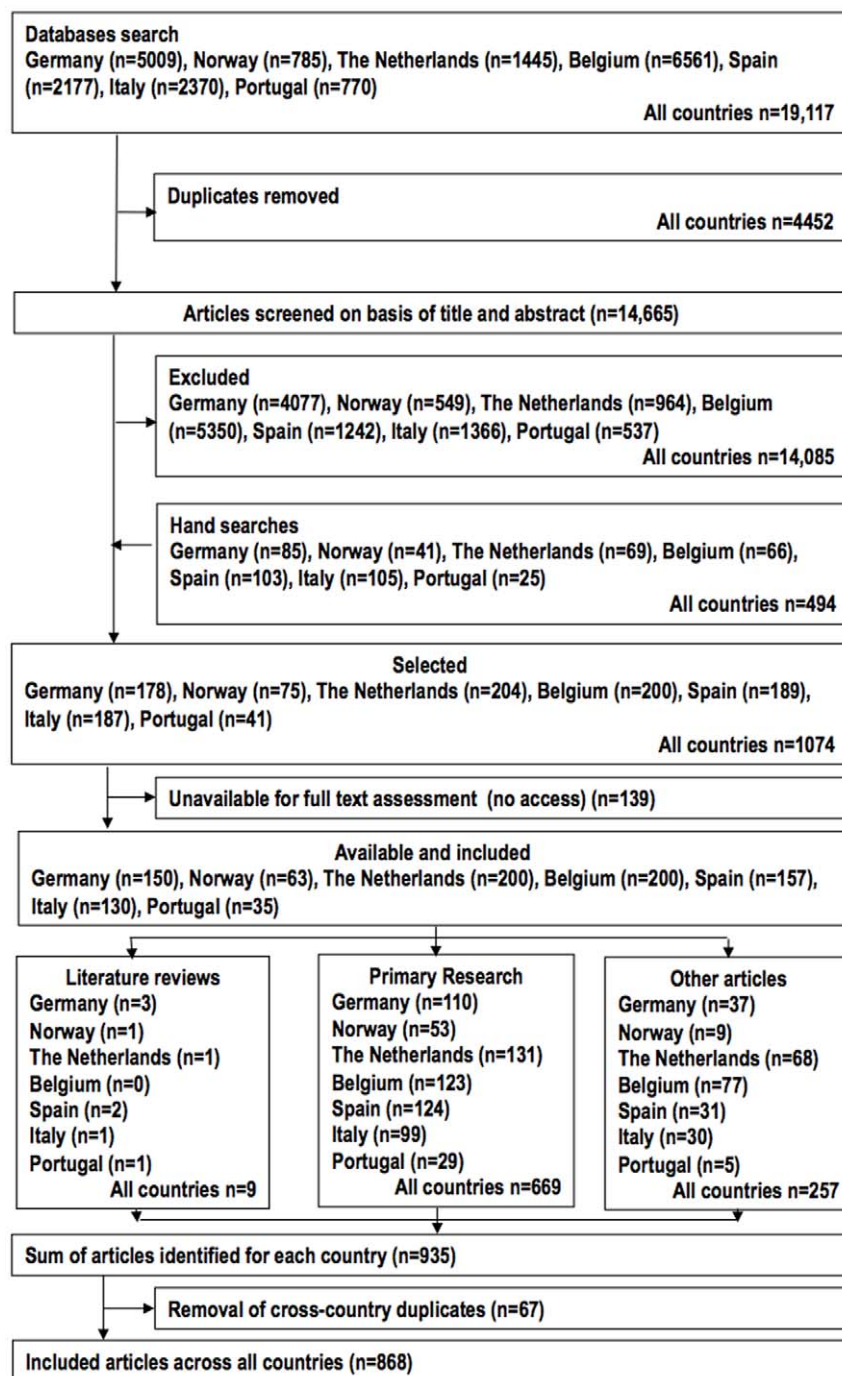 Databases search
Germany (n=5009), Norway (n=785), The Netherlands (n=1445), Belgium (n=6561), Spain
(n=2177), Italy (n=2370), Portugal (n=770)
All countries n=19,117
Duplicates removed
All countries n=4452
Articles screened on basis of title and abstract (n=14,665)
Excluded
Germany (n=4077), Norway (n=549), The Netherlands (n=964), Belgium
(n=5350), Spain (n=1242), Italy (n=1366), Portugal (n=537)
All countries n=14,085
Hand searches
Germany (n=85), Norway (n=41), The Netherlands (n=69), Belgium (n=66),
Spain (n=103), Italy (n=105), Portugal (n=25)
All countries n=494
Selected
Germany (n=178), Norway (n=75), The Netherlands (n=204), Belgium (n=200), Spain (n=189),
Italy (n=187), Portugal (n=41)
All countries n=1074
Unavailable for full text assessment (no access) (n=139)
Available and included
Germany (n=150), Norway (n=63), The Netherlands (n=200), Belgium (n=200), Spain (n=157),
Italy (n=130), Portugal (n=35)
Literature reviews
Germany (n=3)
Norway (n=1)
The Netherlands (n=1)
Belgium (n=0)
Spain (n=2)
Italy (n=1)
Portugal (n=1)
All countries n=9
Primary Research
Germany (n=110)
Norway (n=53)
The Netherlands (n=131)
Belgium (n=123)
Spain (n=124)
Italy (n=99)
Portugal (n=29)
All countries n=669
Other articles
Germany (n=37)
Norway (n=9)
The Netherlands (n=68)
Belgium (n=77)
Spain (n=31)
Italy (n=30)
Portugal (n=5)
All countries n=257
Sum of articles identified for each country (n=935)
Removal of cross-country duplicates (n=67)
Included articles across all countries (n=868)